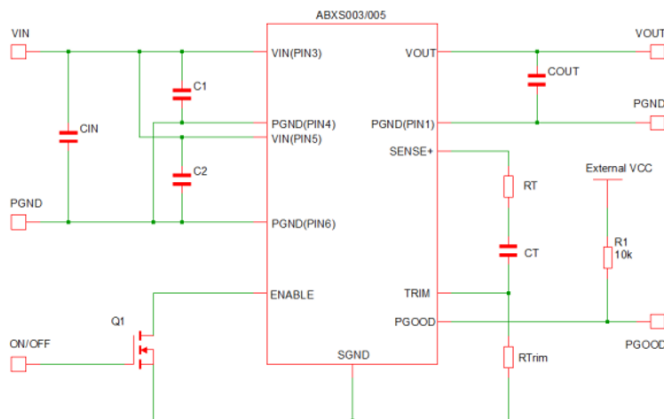 ABXS003/005
VIN
VIN(PIN3)
VOUT
VOUT
C1
COUT
PGND
CIN
PGND(PIN4)
PGND(PIN1)
VIN(PIN5)
SENSE+
C2
External VCC
RT
PGND
PGND(PIN6)
R1
10k
CT
ENABLE
TRIM
Q1
PGOOD
ON/OFF
PGOOD
SGND
RTrim